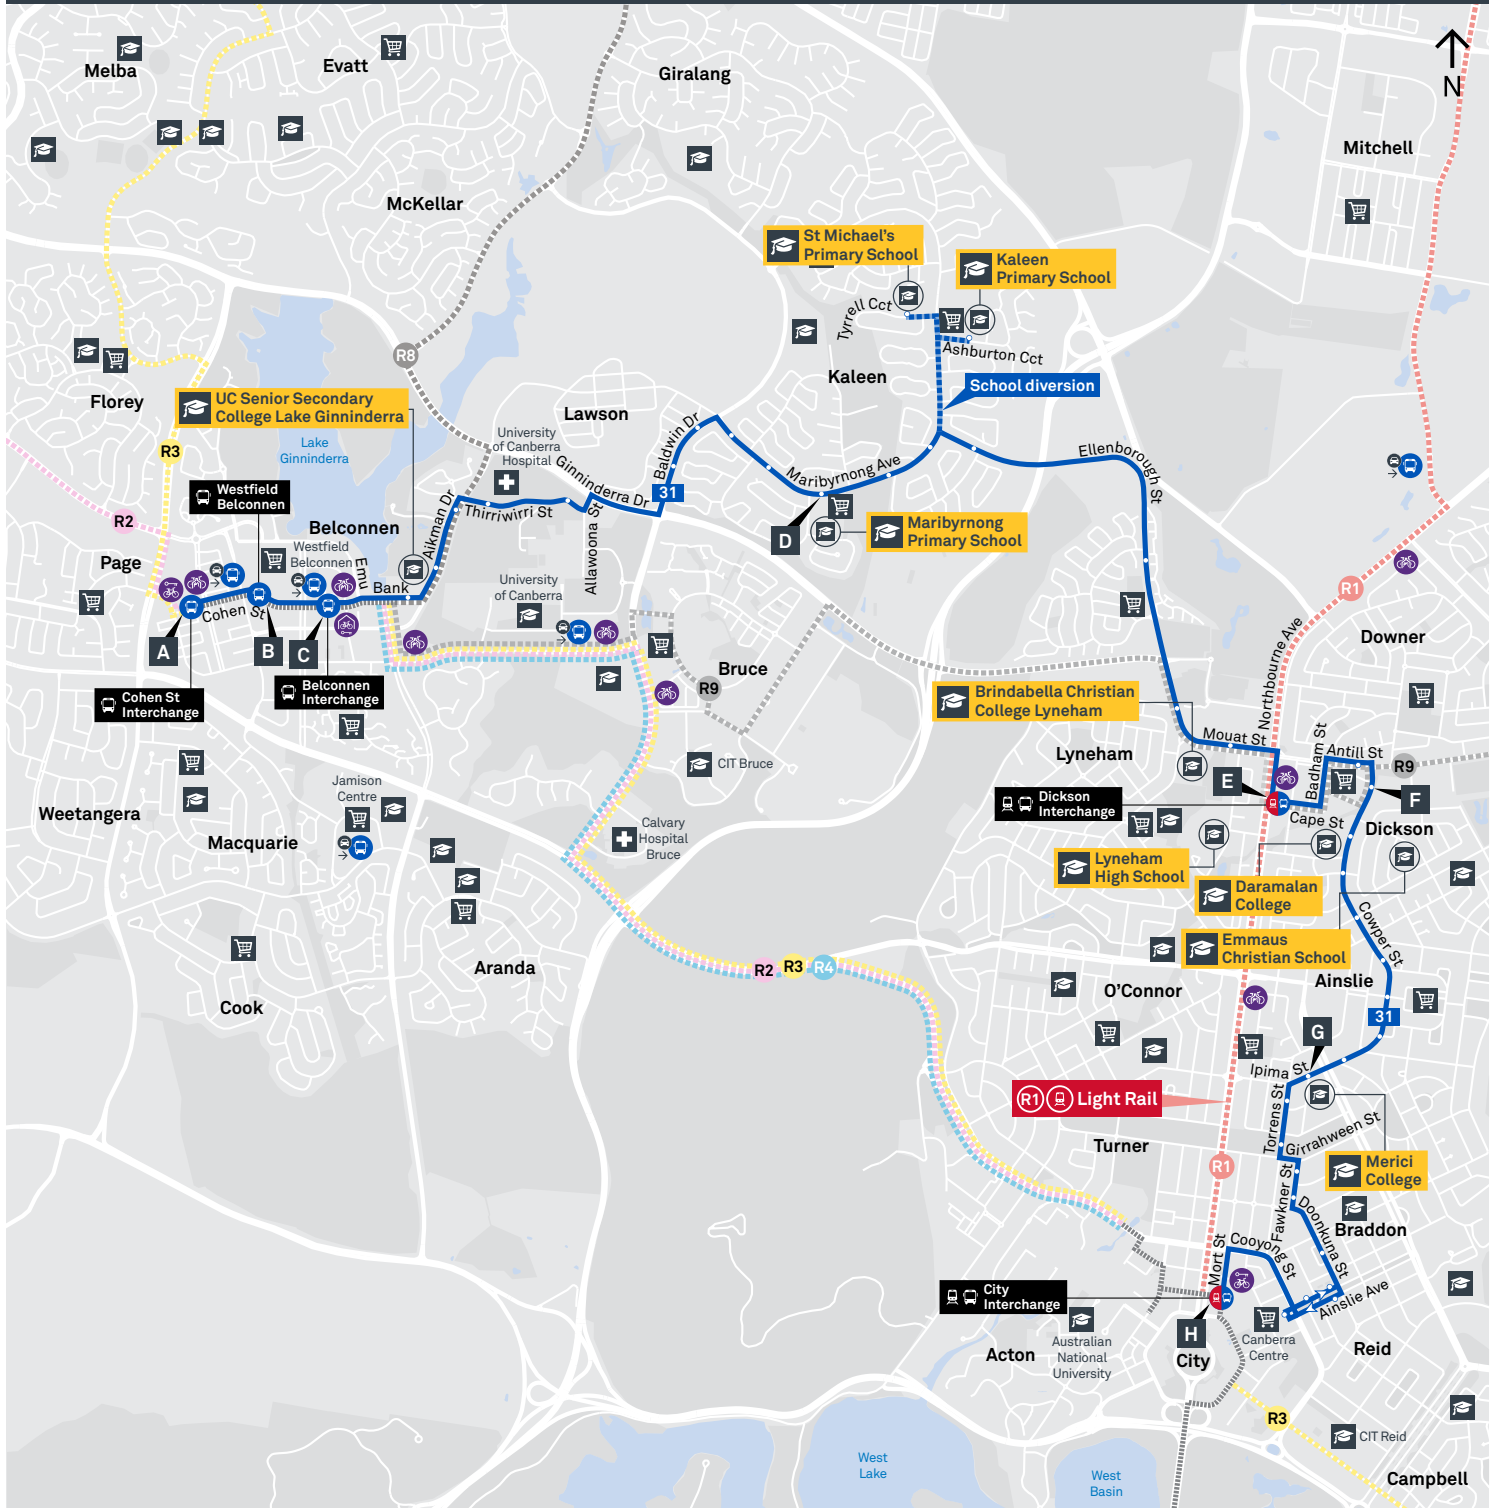 Melba
Evatt
Giralang
N
Mitchell
McKellar
St Michael's
Primary School
Kaleen
Primary School
Tyrrell Cct
Ashburton Cct
R8
Kaleen
School diversion
Florey
UC Senior Secondary
College Lake Ginninderra
Lawson
Lake
Ginninderra
R3
University
of Canberra
Hospital
Ginninderra Dr
Baldwin Dr
Maribyrnong Ave
Ellenborough St
31
Westfield
Belconnen
R2
Belconnen
Aikman Dr
Thirriwirri St
Allawoona St
D
Maribyrnong
Primary School
Page
Westfield
Belconnen
Emu
Bank
University
of Canberra
R1
Cohen St
A
B
C
Northbourne Ave
Downer
Bruce
R9
Cohen St
Interchange
Belconnen
Interchange
Brindabella Christian
College Lyneham
Mouat St
Lyneham
Badham St
Antill St
R9
CIT Bruce
E
F
Jamison
Centre
Dickson
Interchange
Cape St
Dickson
Weetangera
Macquarie
Calvary
Hospital
Bruce
Lyneham
High School
Daramalan
College
Cowper St
Emmaus
Christian School
Aranda
R2
R3
R4
Ainslie
O'Connor
Cook
31
G
Ipima St
R1
Light Rail
Torrens St
Turner
Girrahween St
R1
Merici
College
Fawkner St
Doonkuna St
Braddon
Mort St
Cooyong St
City
Interchange
Ainslie Ave
H
Canberra
Centre
Acton
Australian
National
University
City
Reid
R3
CIT Reid
West
Lake
West
Basin
Campbell